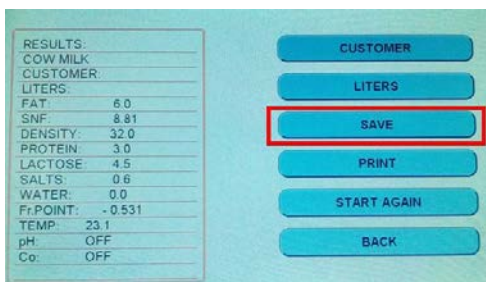 RESULTS:
COW MILK
CUSTOMER:
LITERS:
FAT: 6.0
SNF: 8.81
DENSITY: 32.0
PROTEIN: 3.0
LACTOSE: 4.5
SALTS: 0.6
WATER: 0.0
Fr.POINT: - 0.531
TEMP: 23.1
pH: OFF
Co: OFF
CUSTOMER
LITERS
SAVE
PRINT
START AGAIN
BACK